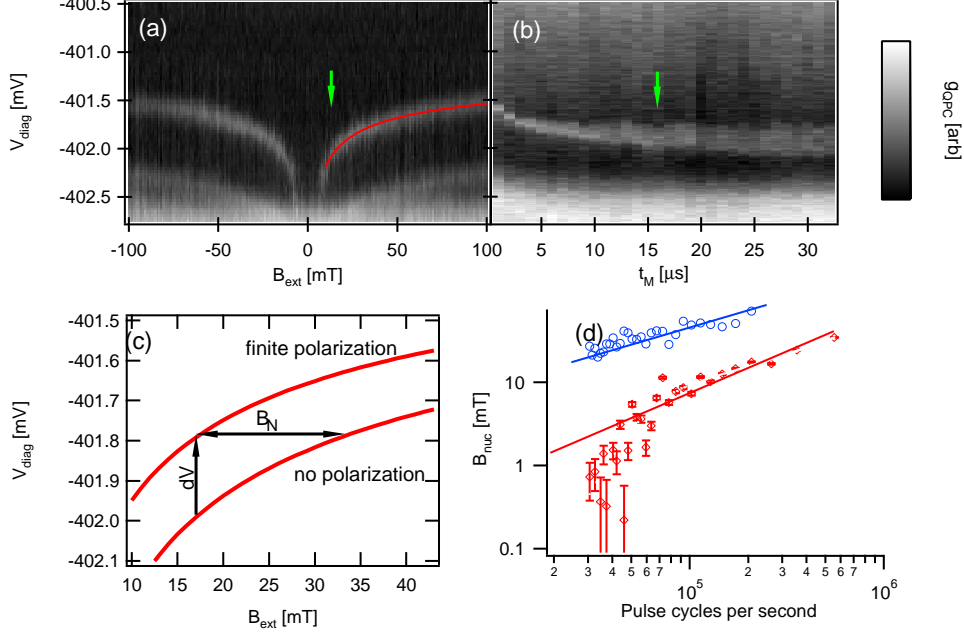 (a)
-400.5
-401.0
-401.5
-402.0
-402.5
V_diag [mV]
-100
-50
0
50
100
B_ext [mT]
(b)
5
10
15
20
25
30
t_M [µs]
g_QPC [arb]
(c)
-401.5
-401.6
-401.7
-401.8
-401.9
-402.0
-402.1
V_diag [mV]
finite polarization
B_N
dV
no polarization
10
15
20
25
30
35
40
B_ext [mT]
(d)
10
1
0.1
B_nuc [mT]
2 3 4 5 6 7 10^5 2 3 4 5 6 7 10^6
Pulse cycles per second